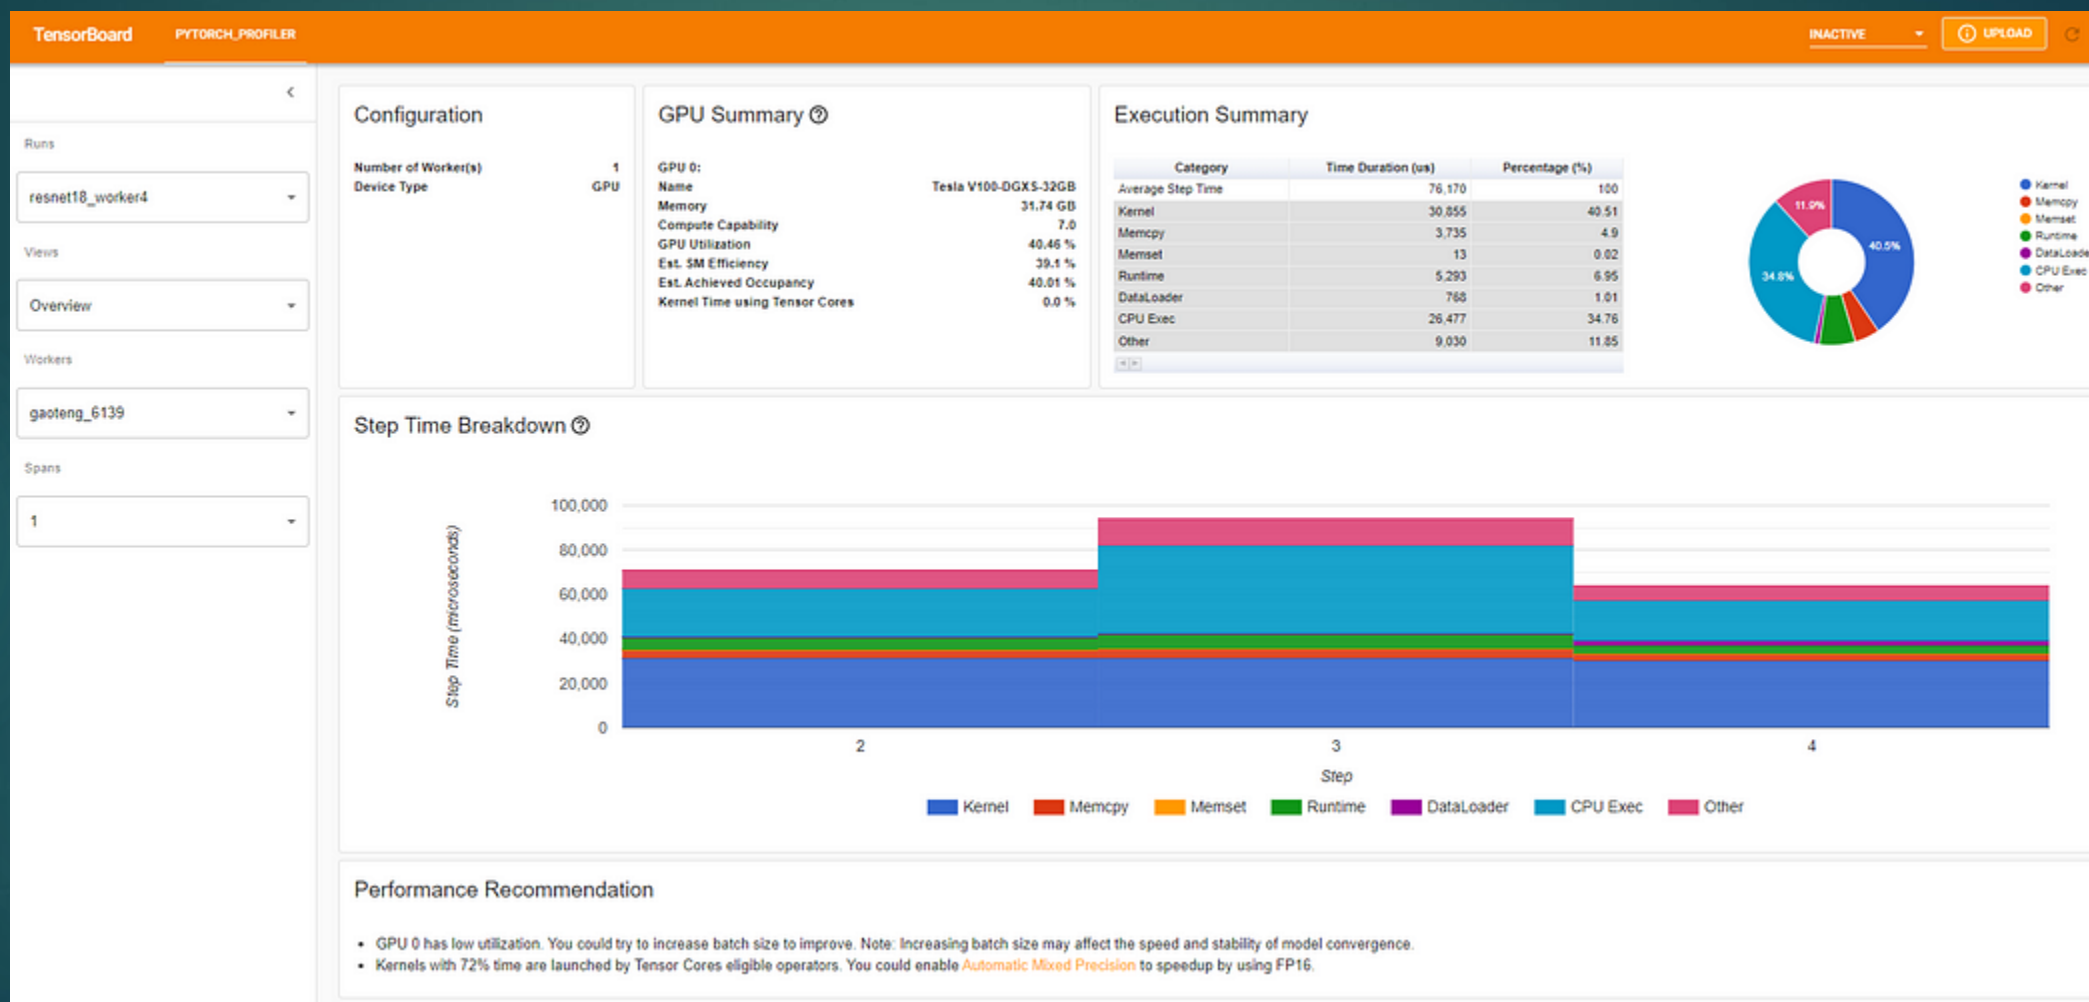 TensorBoard PYTORCH_PROFILER INACTIVE UPLOAD
Runs
resnet18_worker4
Views
Overview
Workers
gaoteng_6139
Spans
1
Configuration
Number of Worker(s) 1
Device Type GPU
GPU Summary
GPU 0:
Name Tesla V100-DGXS-32GB
Memory 31.74 GB
Compute Capability 7.0
GPU Utilization 40.46 %
Est. SM Efficiency 39.1 %
Est. Achieved Occupancy 40.01 %
Kernel Time using Tensor Cores 0.0 %
Execution Summary
Category Time Duration (us) Percentage (%)
Average Step Time 76,170 100
Kernel 30,855 40.51
Memcpy 3,735 4.9
Memset 13 0.02
Runtime 5,293 6.95
DataLoader 768 1.01
CPU Exec 26,477 34.76
Other 9,030 11.85
11.9%
40.5%
34.8%
Kernel
Memcpy
Memset
Runtime
DataLoade
CPU Exec
Other
Step Time Breakdown
Step Time (microseconds)
100,000
80,000
60,000
40,000
20,000
0
2 3 4
Step
Kernel Memcpy Memset Runtime DataLoader CPU Exec Other
Performance Recommendation
• GPU 0 has low utilization. You could try to increase batch size to improve. Note: Increasing batch size may affect the speed and stability of model convergence.
• Kernels with 72% time are launched by Tensor Cores eligible operators. You could enable Automatic Mixed Precision to speedup by using FP16.